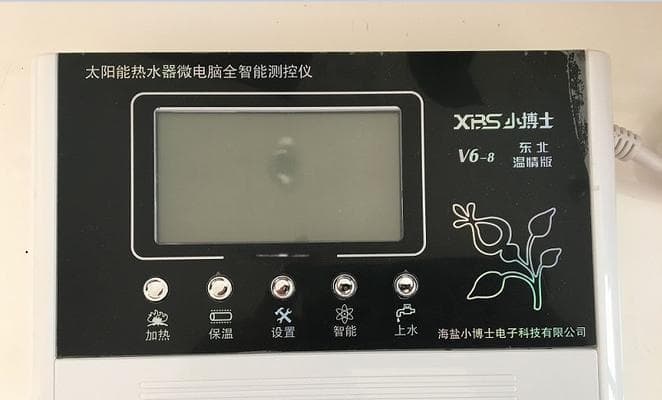 太阳能热水器微电脑全智能测控仪
XBS 小博士
V6-8 东北温情版
加热 保温 设置 智能 上水
海盐小博士电子科技有限公司